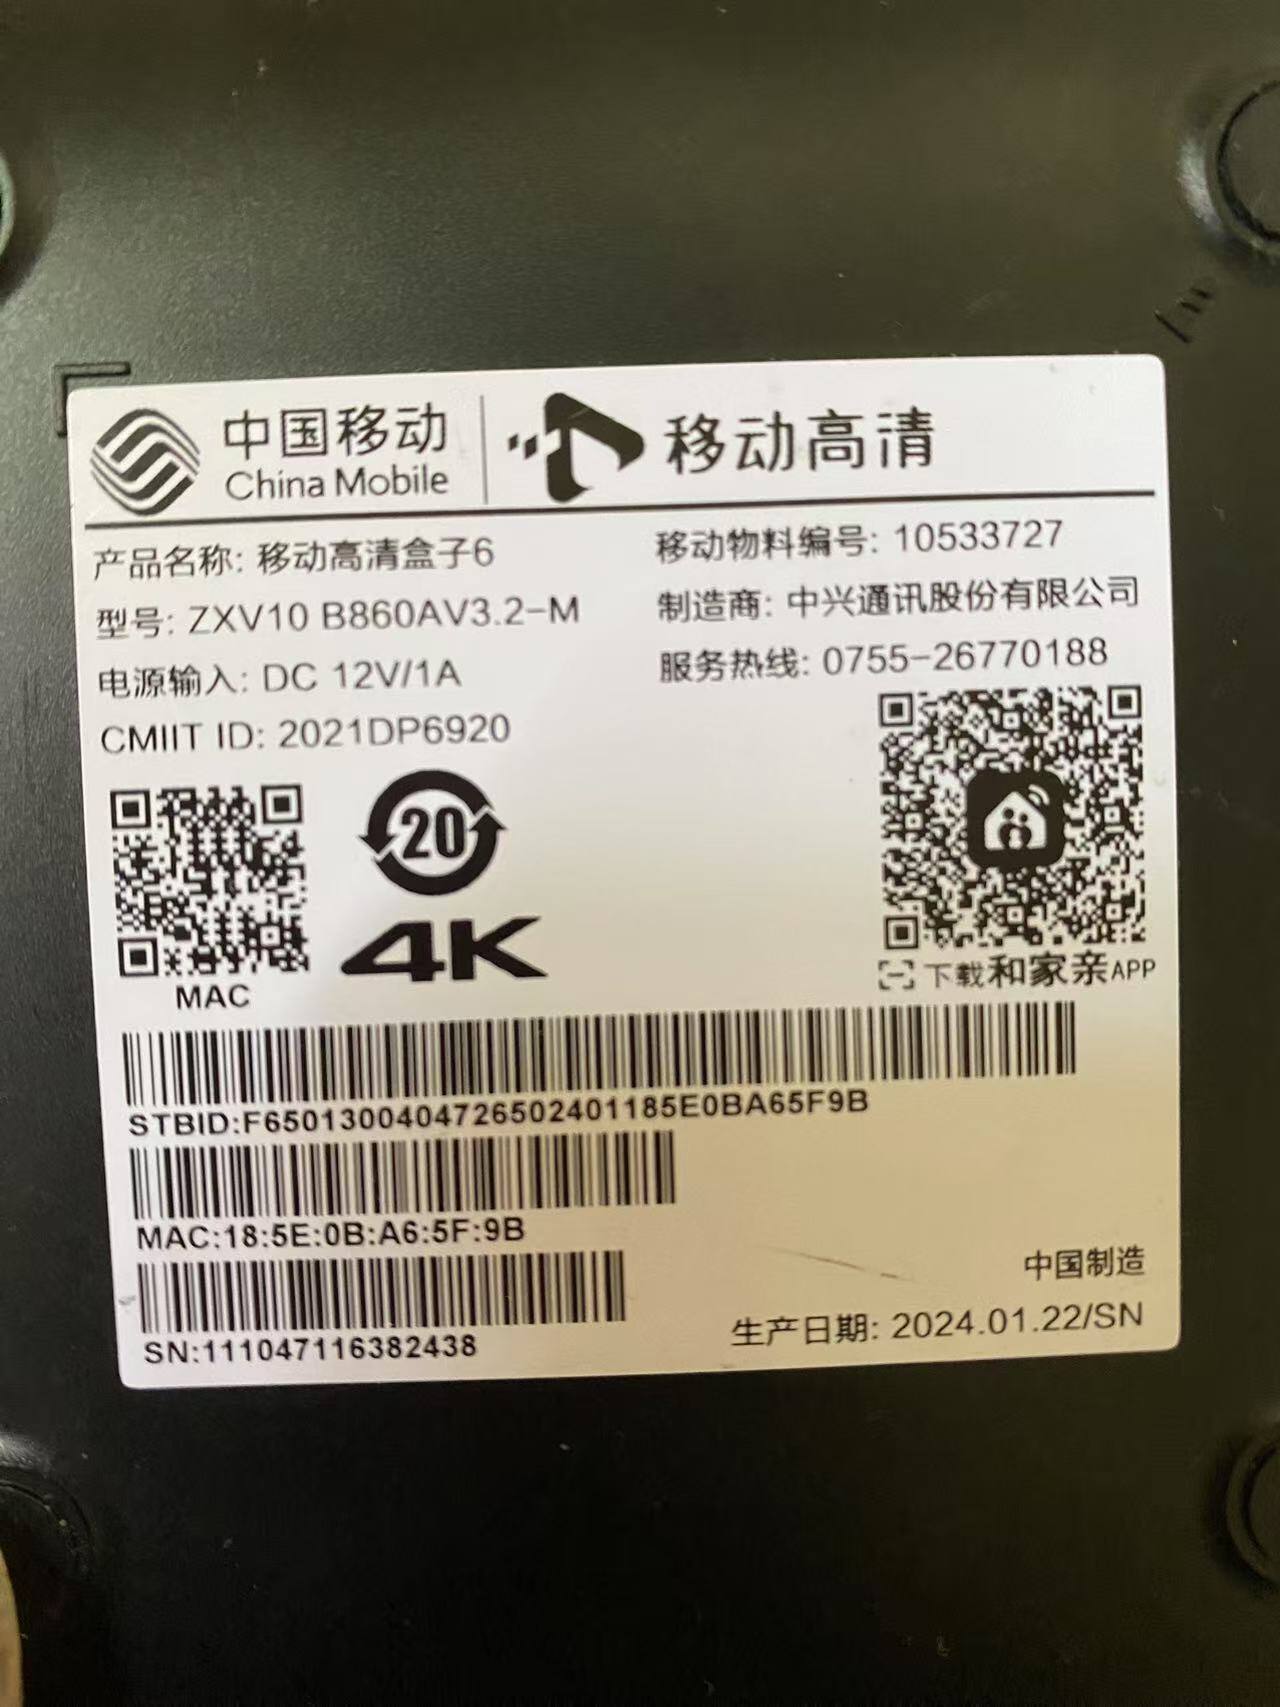 中国移动 移动高清
China Mobile
产品名称: 移动高清盒子6 移动物料编号: 10533727
型号: ZXV10 B860AV3.2-M 制造商: 中兴通讯股份有限公司
电源输入: DC 12V/1A 服务热线: 0755-26770188
CMIIT ID: 2021DP6920
20
4K
MAC
下载和家亲APP
STBID:F6501300404726502401185E0BA65F9B
MAC:18:5E:0B:A6:5F:9B
中国制造
SN:111047116382438
生产日期: 2024.01.22/SN